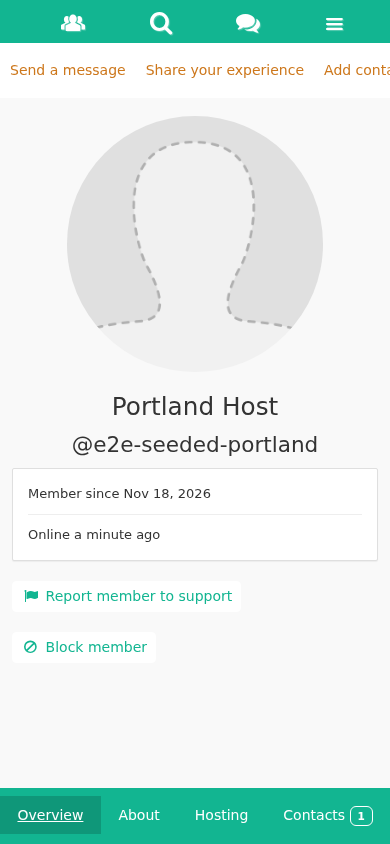 Send a message Share your experience Add conta
Portland Host
@e2e-seeded-portland
Member since Nov 18, 2026
Online a minute ago
Report member to support
Block member
Overview About Hosting Contacts 1